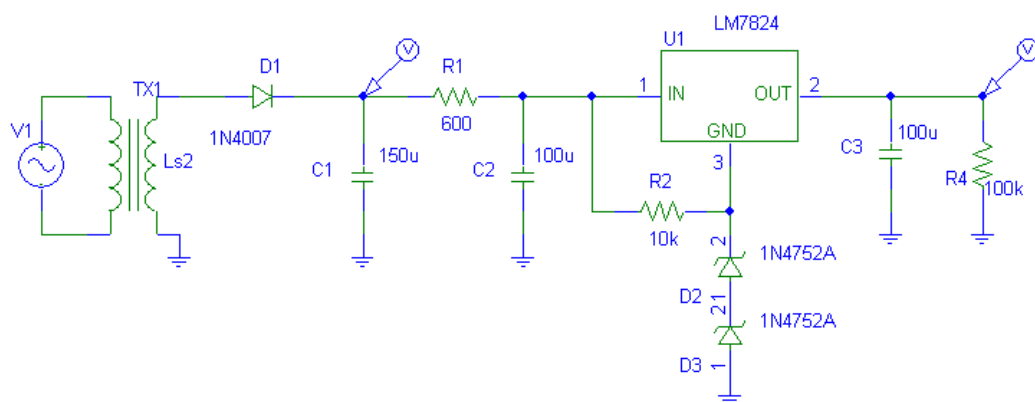 LM7824
U1
D1
R1
TX1
1
IN
OUT
2
V
V
V1
600
GND
1N4007
Ls2
150u
100u
3
100u
C1
C2
C3
R2
R4
100k
10k
2
1N4752A
D2
21
1N4752A
D3
1